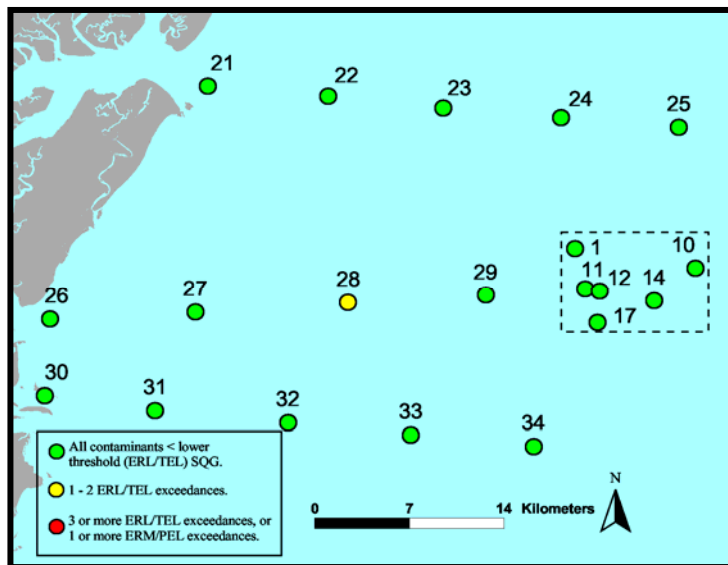 21
22
23
24
25
1
10
11
12
14
17
26
27
28
29
30
31
32
33
34
All contaminants < lower
threshold (ERL/TEL) SQG.
1 - 2 ERL/TEL exceedances.
3 or more ERL/TEL exceedances, or
1 or more ERM/PEL exceedances.
N
0 7 14 Kilometers